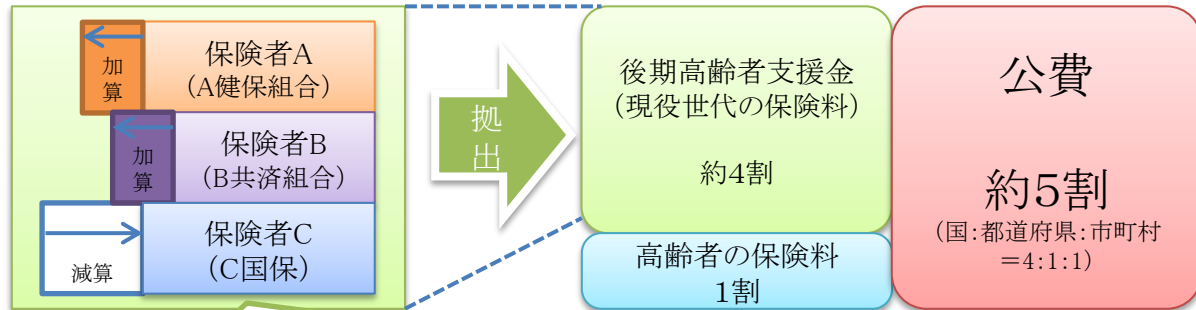 加
算
保険者A
(A健保組合)
加
算
保険者B
(B共済組合)
減算
保険者C
(C国保)
拠
出
後期高齢者支援金
(現役世代の保険料)
約4割
高齢者の保険料
1割
公費
約5割
(国:都道府県:市町村
=4:1:1)